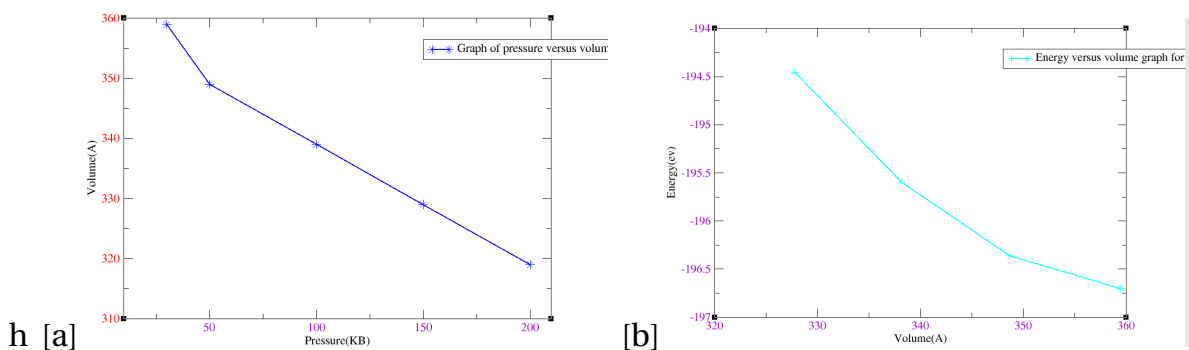 360
350
340
330
320
310
Volume(A)
50
100
150
200
Pressure(KB)
Graph of pressure versus volum
h [a]
-194
-194.5
-195
-195.5
-196
-196.5
-197
Energy(ev)
320
330
340
350
360
Volume(A)
Energy versus volume graph for
[b]